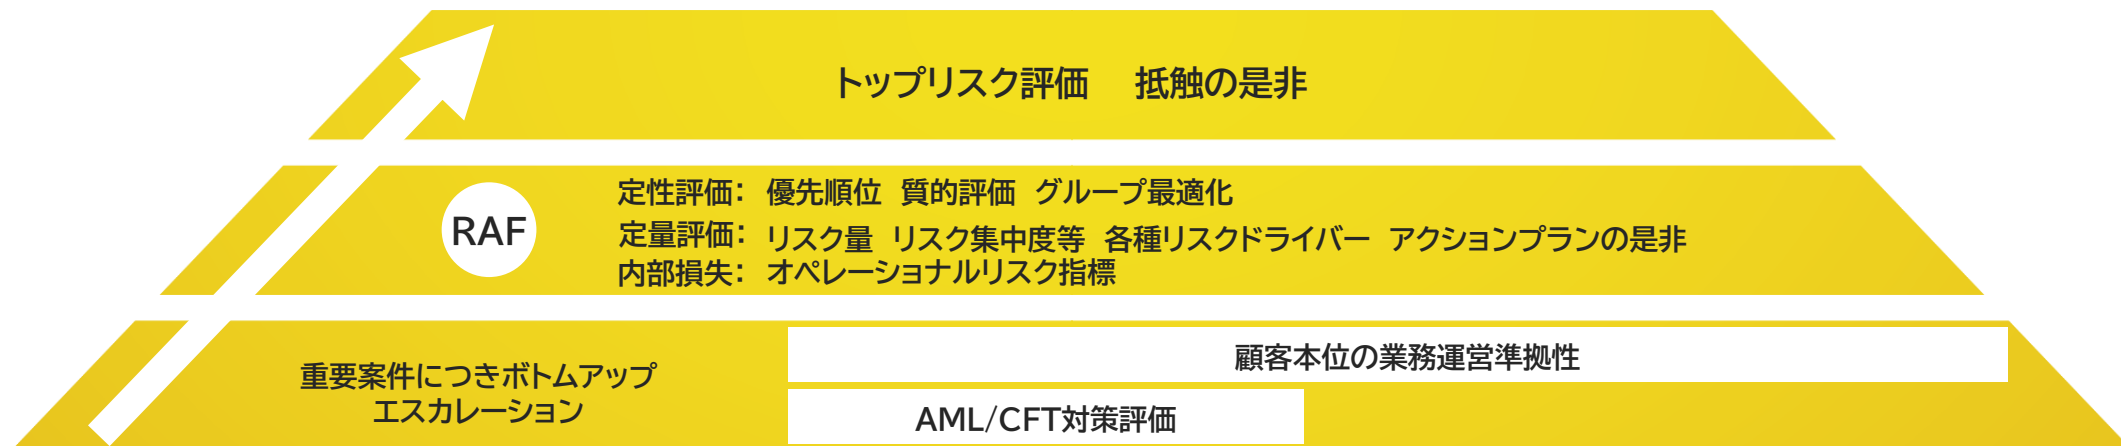 トップリスク評価　抵触の是非
RAF
定性評価： 優先順位 質的評価 グループ最適化
定量評価： リスク量 リスク集中度等 各種リスクドライバー アクションプランの是非
内部損失： オペレーショナルリスク指標
重要案件につきボトムアップ
エスカレーション
顧客本位の業務運営準拠性
AML/CFT対策評価